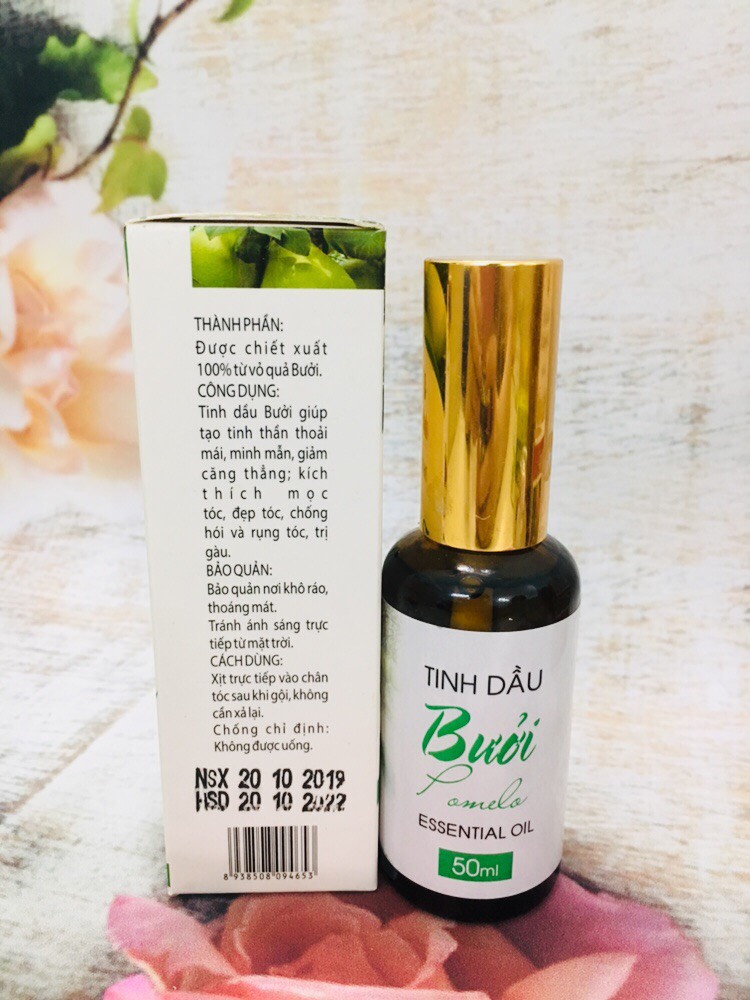 THÀNH PHẦN:
Được chiết xuất
100% từ vỏ quả Bưởi.
CÔNG DỤNG:
Tinh dầu Bưởi giúp
tạo tinh thần thoải
mái, minh mẫn, giảm
căng thẳng; kích
thích mọc
tóc, đẹp tóc, chống
hói và rụng tóc, trị
gàu.
BẢO QUẢN:
Bảo quản nơi khô ráo,
thoáng mát.
Tránh ánh sáng trực
tiếp từ mặt trời.
CÁCH DÙNG:
Xịt trực tiếp vào chân
tóc sau khi gội, không
cần xả lại.
Chống chỉ định:
Không được uống.
NSX 20 10 2019
HSD 20 10 2022
8 938508 094653
TINH DẦU
Bưởi
Pomelo
ESSENTIAL OIL
50ml